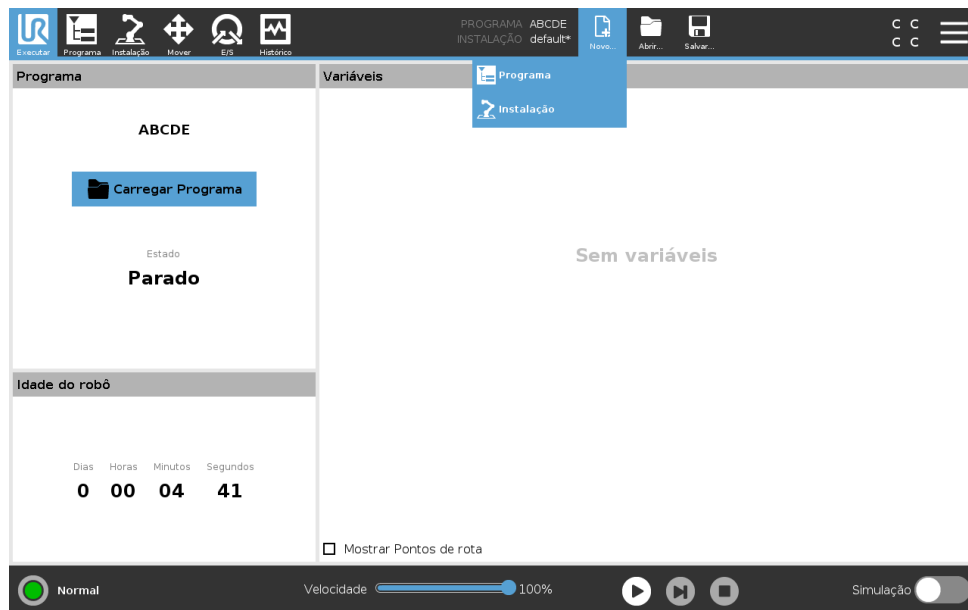 UR
Executar Programa Instalação Mover E/S Histórico
PROGRAMA ABCDE
INSTALAÇÃO default*
Novo... Abrir... Salvar...
C C
C C
Programa
Instalação
Programa
ABCDE
Carregar Programa
Estado
Parado
Variáveis
Sem variáveis
Mostrar Pontos de rota
Idade do robô
Dias Horas Minutos Segundos
0 00 04 41
Normal
Velocidade 100%
Simulação